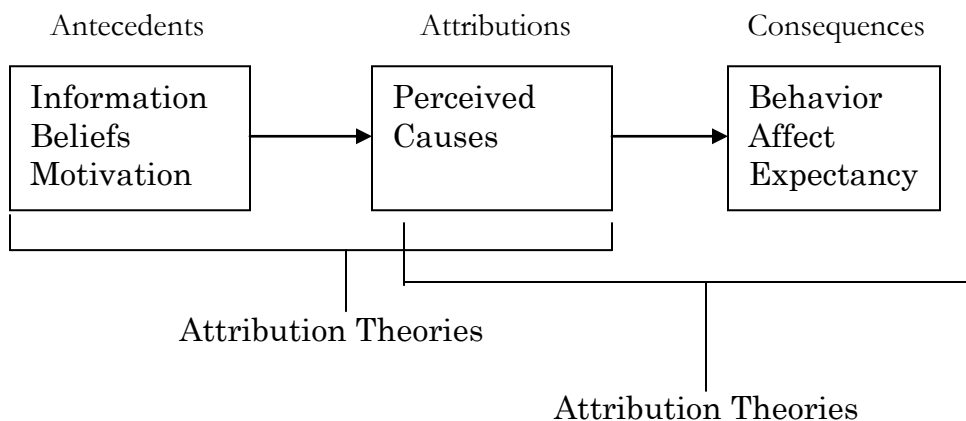 Antecedents
Attributions
Consequences
Information
Beliefs
Motivation
Perceived
Causes
Behavior
Affect
Expectancy
Attribution Theories
Attribution Theories